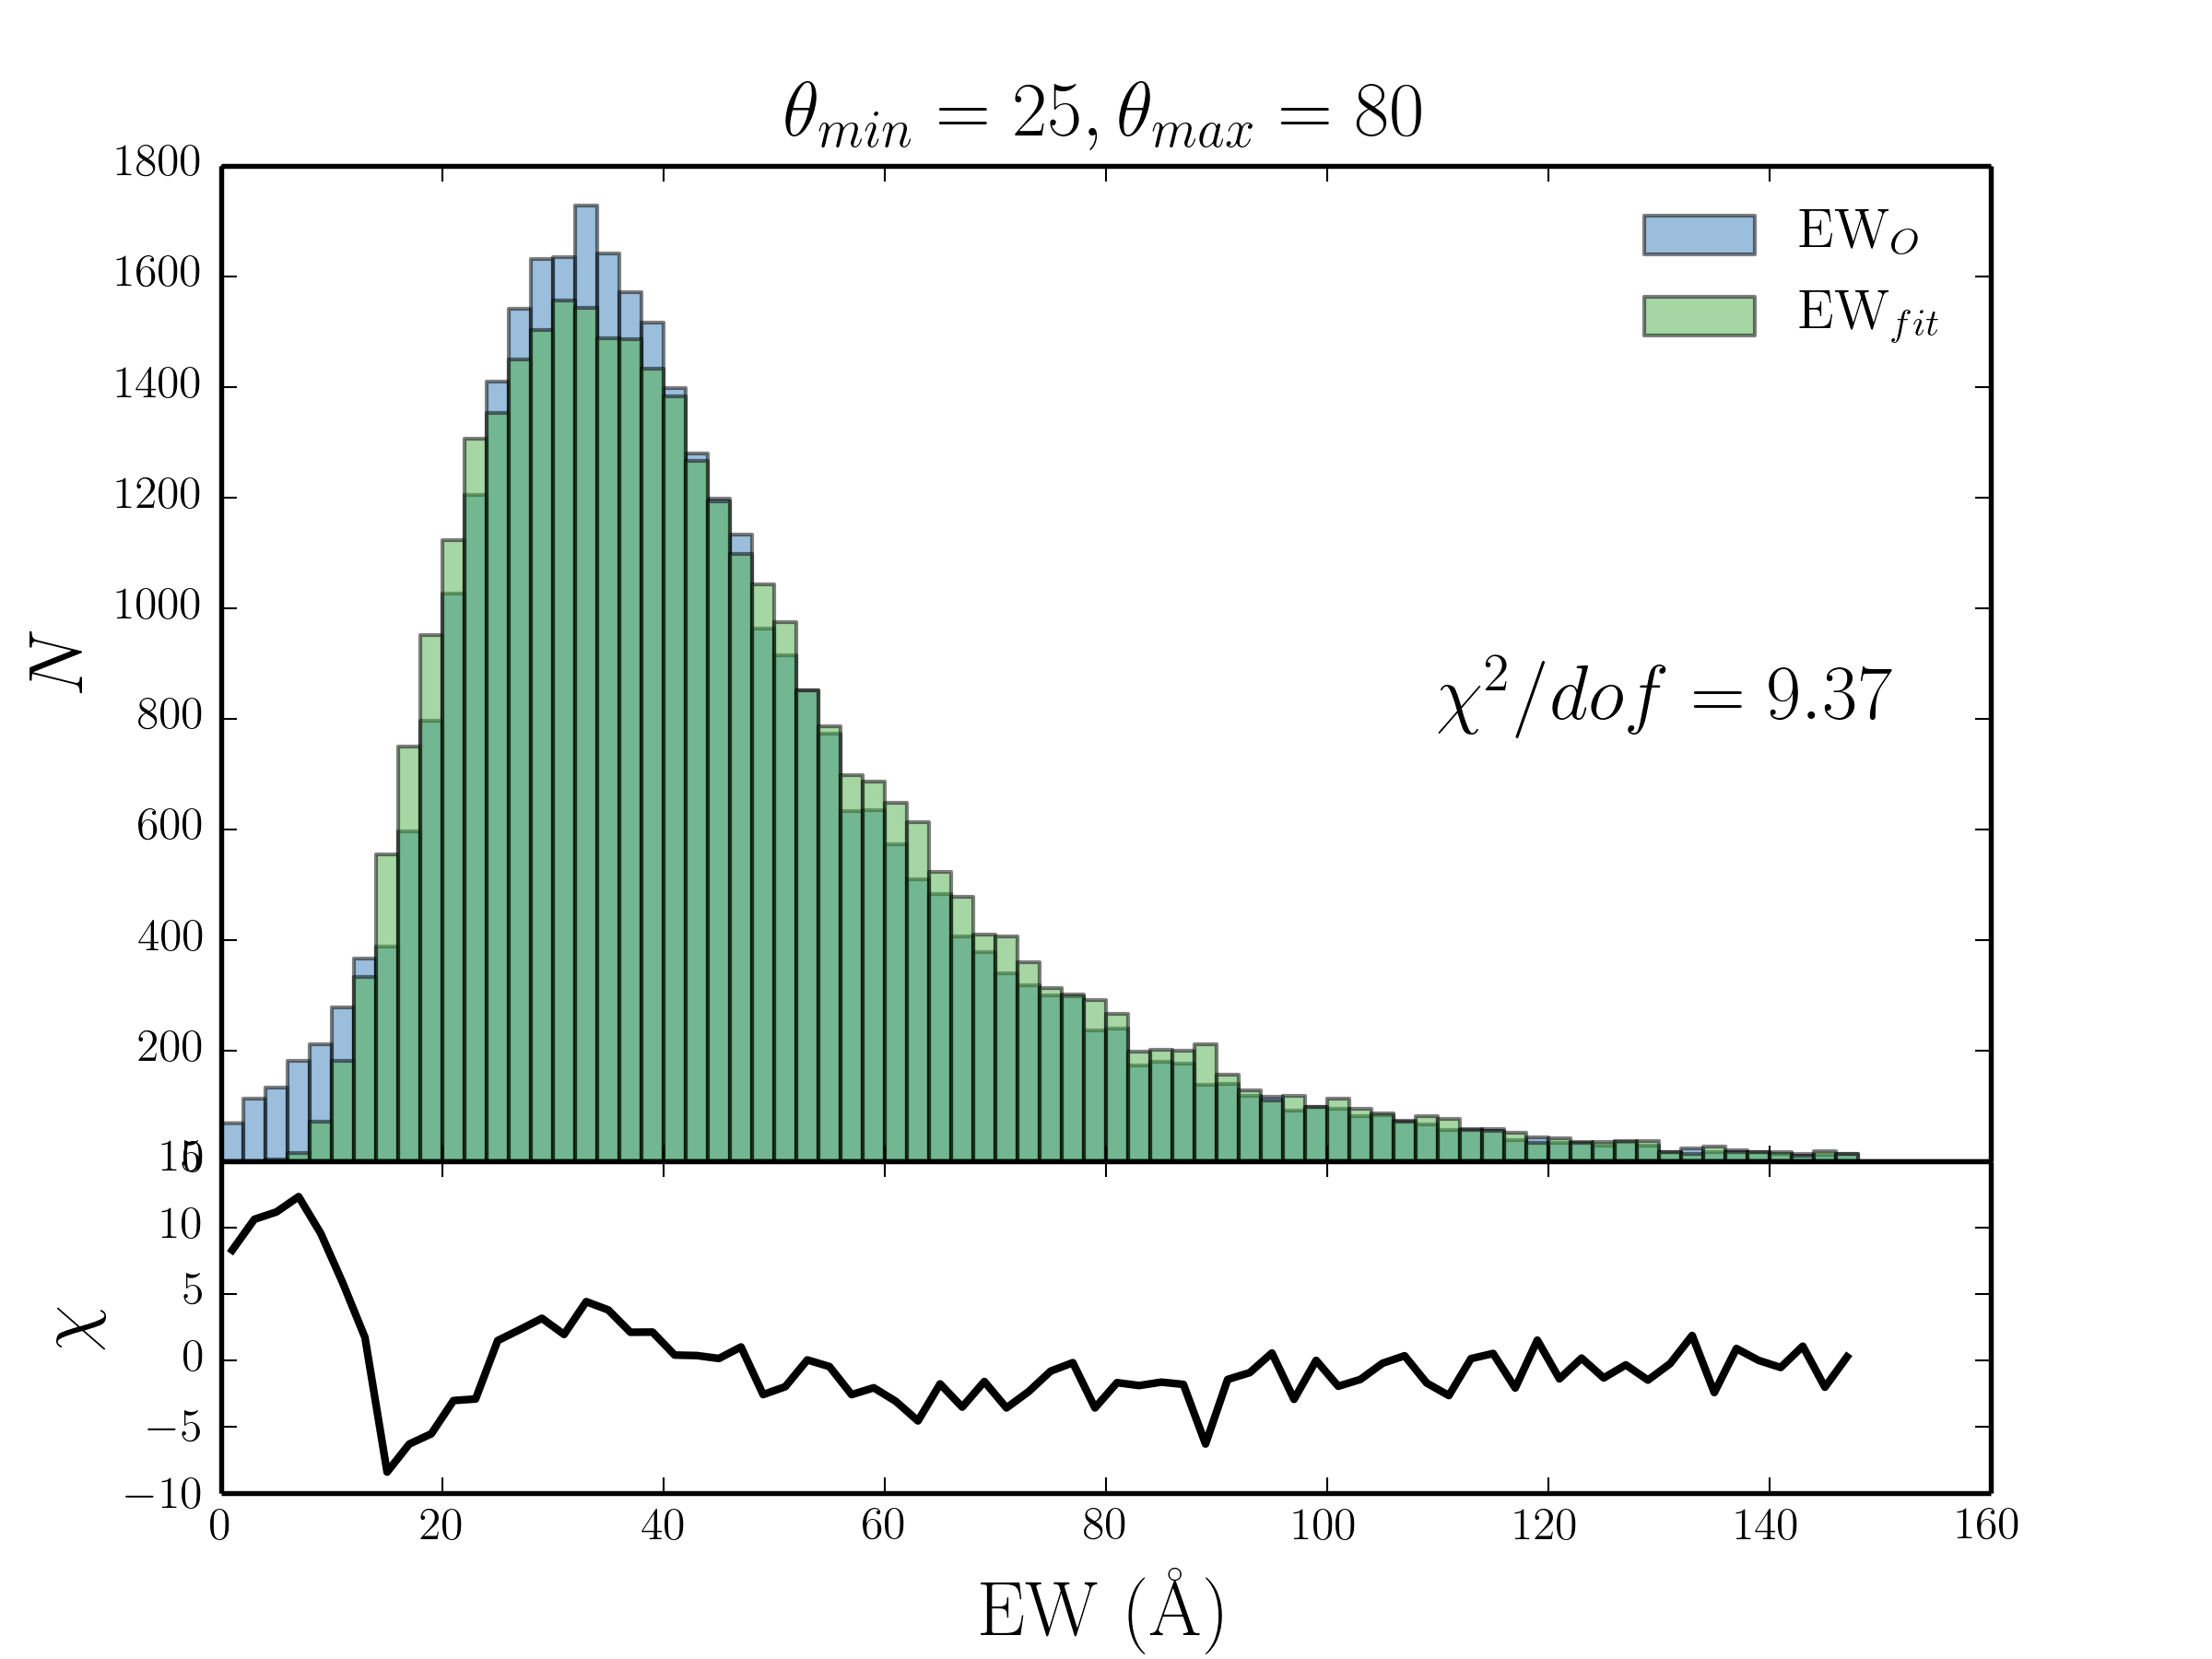 θ_min = 25, θ_max = 80
1800
1600
1400
1200
1000
800
600
400
200
N
EW_O
EW_fit
χ²/dof = 9.37
10
5
0
−5
−10
χ
0 20 40 60 80 100 120 140 160
EW (Å)